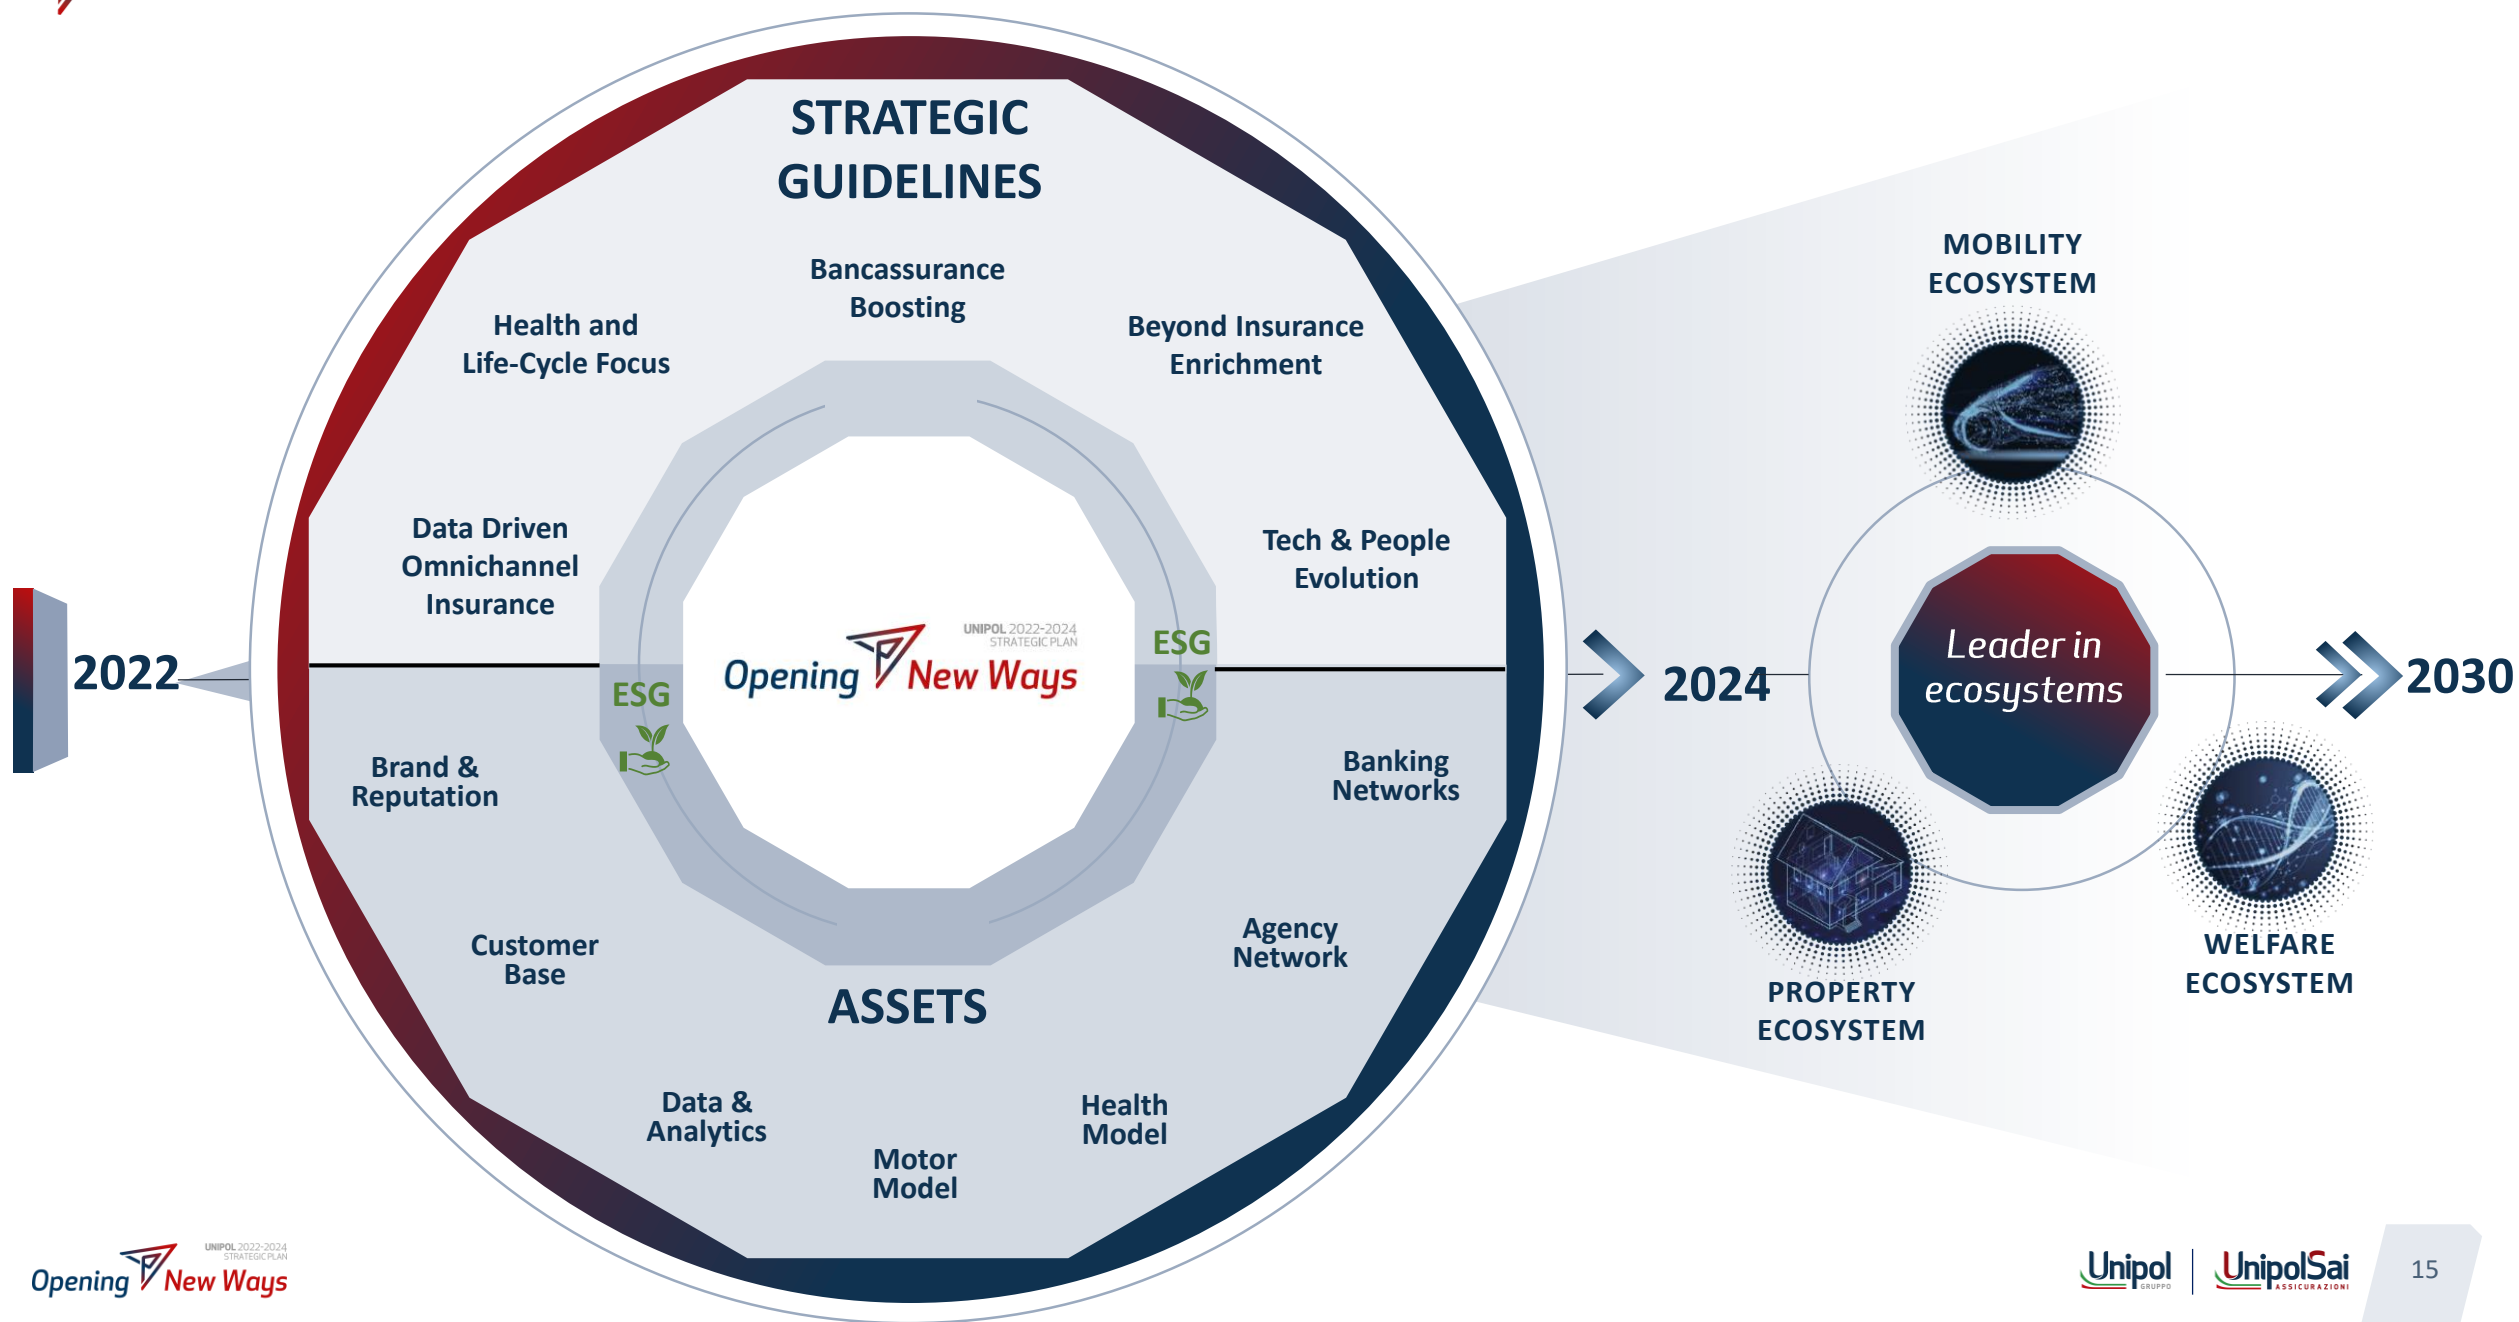 STRATEGIC
GUIDELINES
Bancassurance
Boosting
Health and
Life-Cycle Focus
Beyond Insurance
Enrichment
Data Driven
Omnichannel
Insurance
Tech & People
Evolution
UNIPOL 2022-2024
STRATEGIC PLAN
Opening New Ways
ESG
ESG
2022
Brand &
Reputation
Banking
Networks
Customer
Base
Agency
Network
ASSETS
Data &
Analytics
Motor
Model
Health
Model
2024
MOBILITY
ECOSYSTEM
Leader in
ecosystems
PROPERTY
ECOSYSTEM
WELFARE
ECOSYSTEM
2030
UNIPOL 2022-2024
STRATEGIC PLAN
Opening New Ways
Unipol
GRUPPO
UnipolSai
ASSICURAZIONI
15